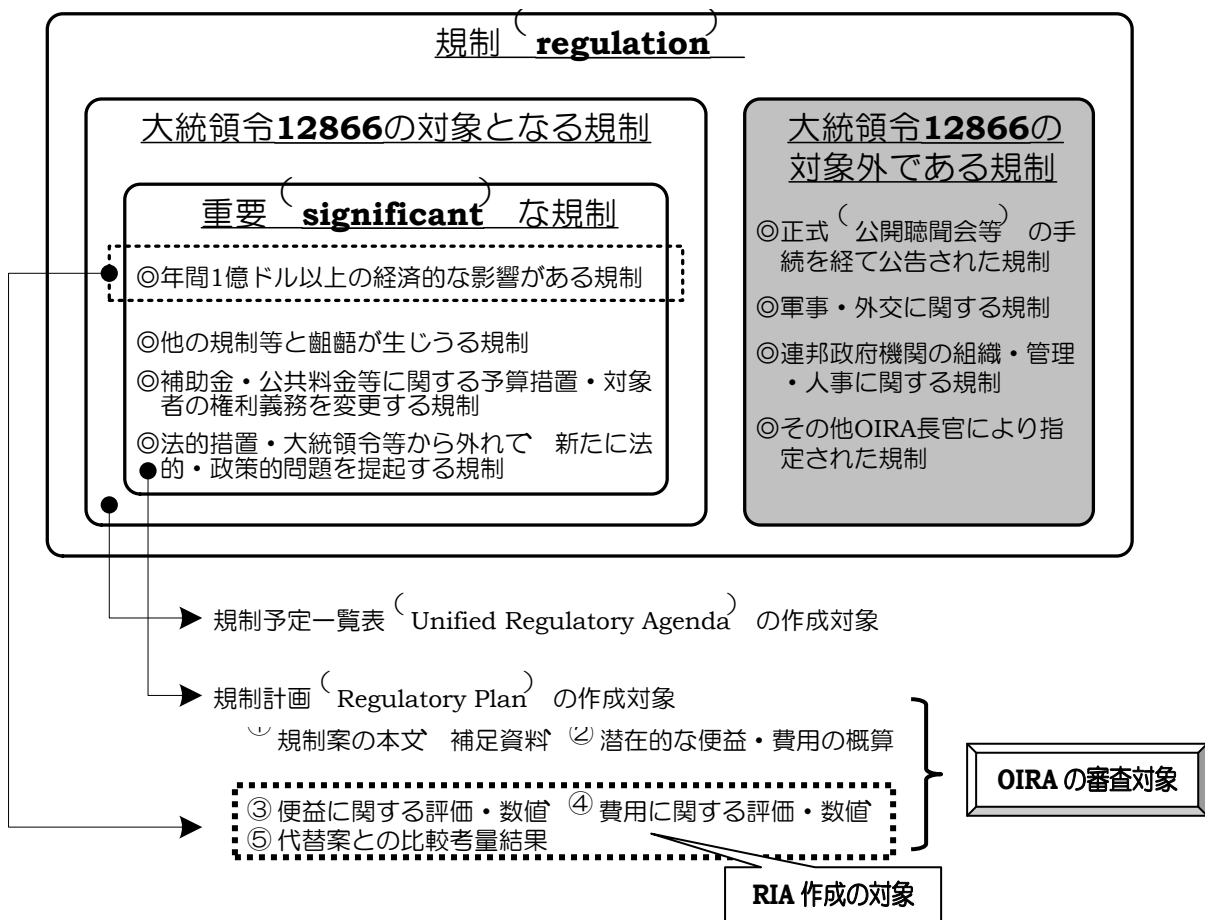 規制（regulation）
大統領令12866の対象となる規制
重要（significant）な規制
◎年間1億ドル以上の経済的な影響がある規制
◎他の規制等と齟齬が生じうる規制
◎補助金・公共料金等に関する予算措置・対象
者の権利義務を変更する規制
◎法的措置・大統領令等から外れて、新たに法
的・政策的問題を提起する規制
大統領令12866の
対象外である規制
◎正式（公開聴聞会等）の手
続を経て公告された規制
◎軍事・外交に関する規制
◎連邦政府機関の組織・管理
・人事に関する規制
◎その他OIRA長官により指
定された規制
規制予定一覧表（Unified Regulatory Agenda）の作成対象
規制計画（Regulatory Plan）の作成対象
①規制案の本文、補足資料、②潜在的な便益・費用の概算
③便益に関する評価・数値、④費用に関する評価・数値、
⑤代替案との比較考量結果
OIRAの審査対象
RIA作成の対象